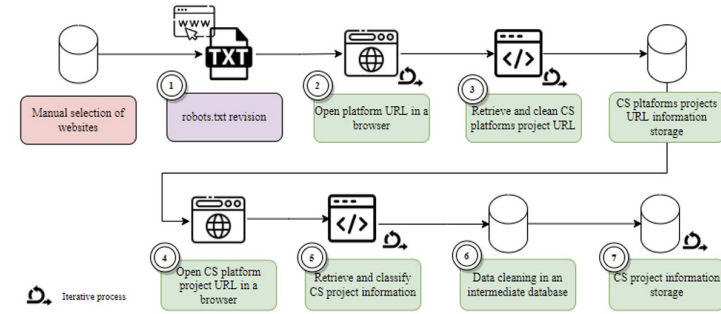 WWW
TXT
1
2
3
Manual selection of
websites
robots.txt revision
Open platform URL in a
browser
Retrieve and clean CS
platforms project URL
CS pltaforms projects
URL information
storage
4
5
6
7
Open CS platform
project URL in a
browser
Retrieve and classify
CS project information
Data cleaning in an
intermediate database
CS project information
storage
Iterative process